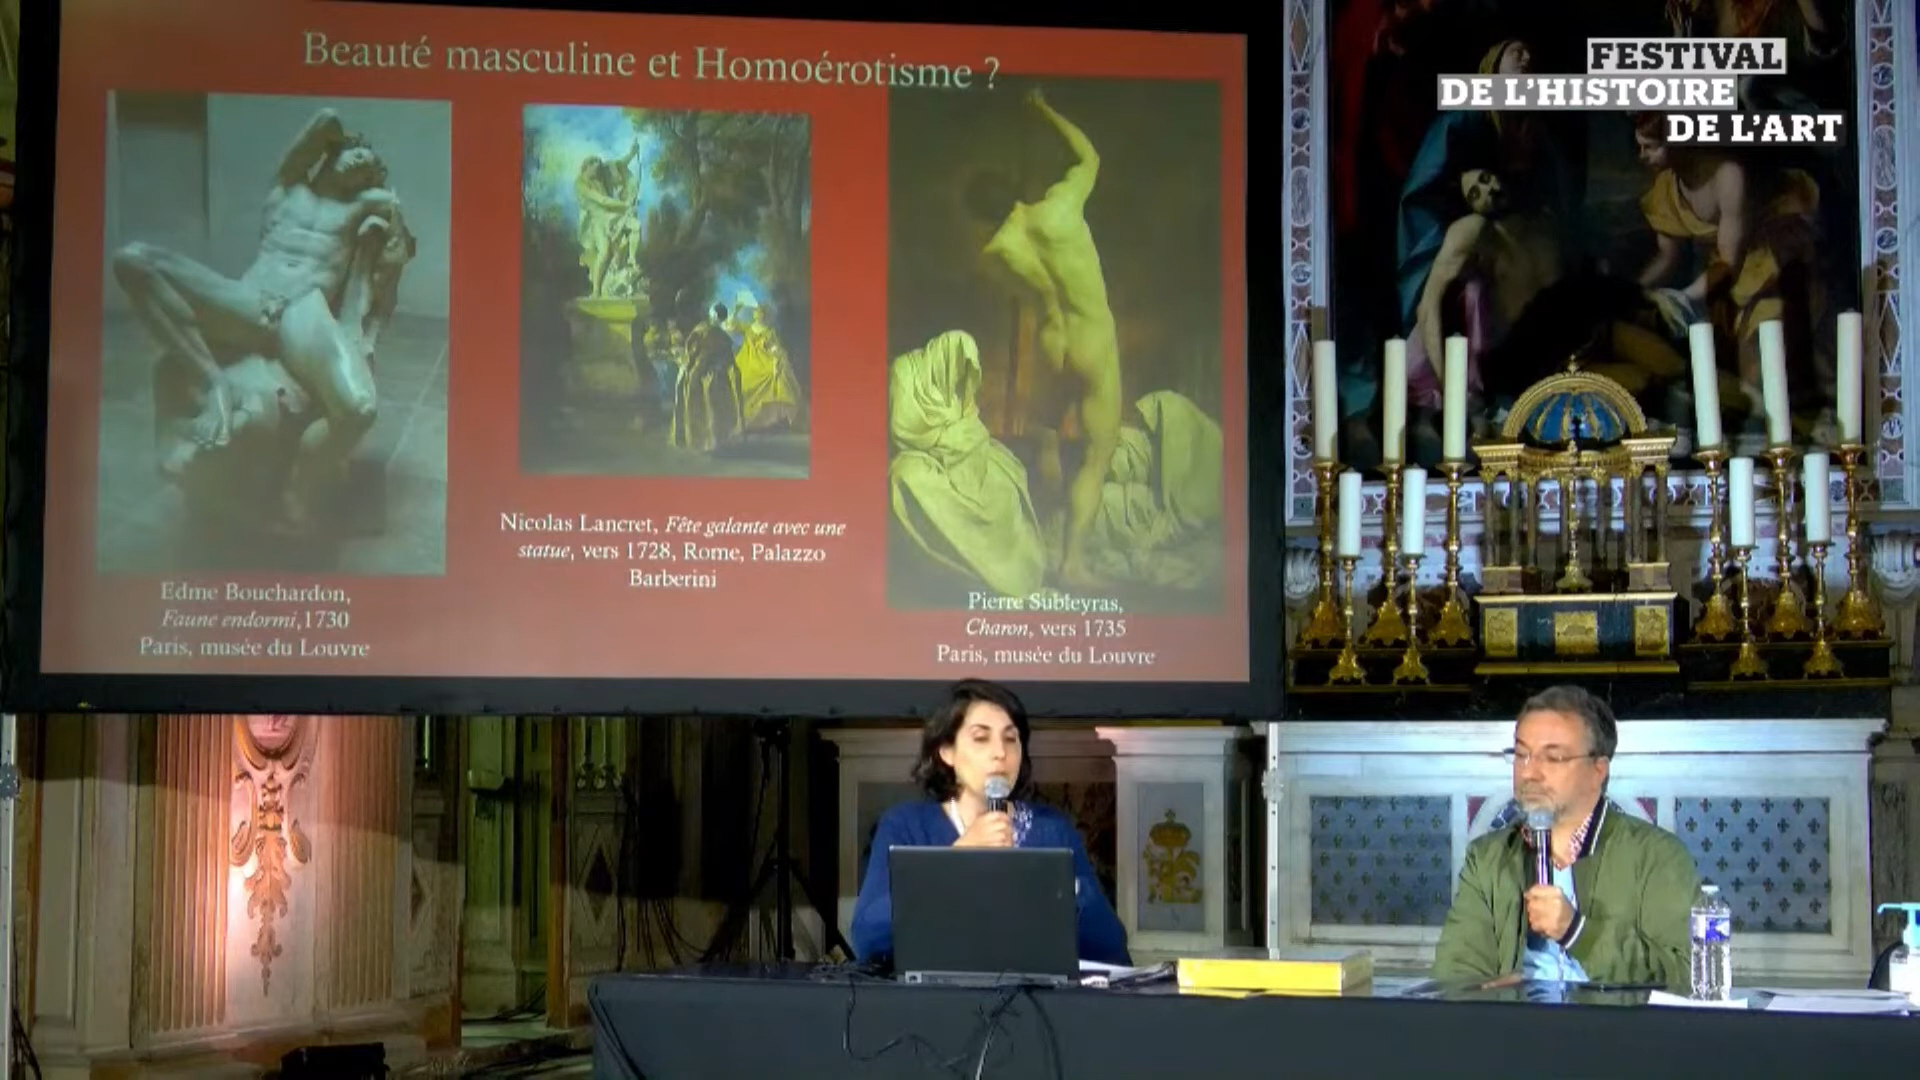 Beauté masculine et Homoérotisme ?
FESTIVAL
DE L'HISTOIRE
DE L'ART
Edme Bouchardon,
Faune endormi,1730
Paris, musée du Louvre
Nicolas Lancret, Fête galante avec une
statue, vers 1728, Rome, Palazzo
Barberini
Pierre Subleyras,
Charon, vers 1735
Paris, musée du Louvre